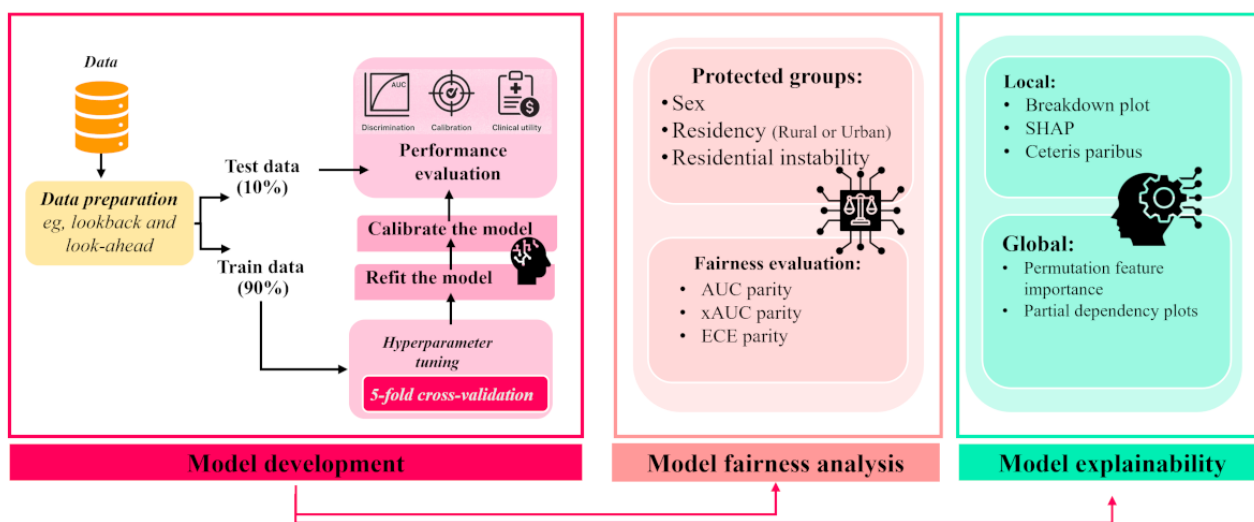 Data
Data preparation
eg, lookback and
look-ahead
Test data
(10%)
Train data
(90%)
AUC
Discrimination
Calibration
Clinical utility
Performance
evaluation
Calibrate the model
Refit the model
Hyperparameter
tuning
5-fold cross-validation
Model development
Protected groups:
• Sex
• Residency (Rural or Urban)
• Residential instability
Fairness evaluation:
• AUC parity
• xAUC parity
• ECE parity
Model fairness analysis
Local:
• Breakdown plot
• SHAP
• Ceteris paribus
Global:
• Permutation feature
importance
• Partial dependency plots
Model explainability